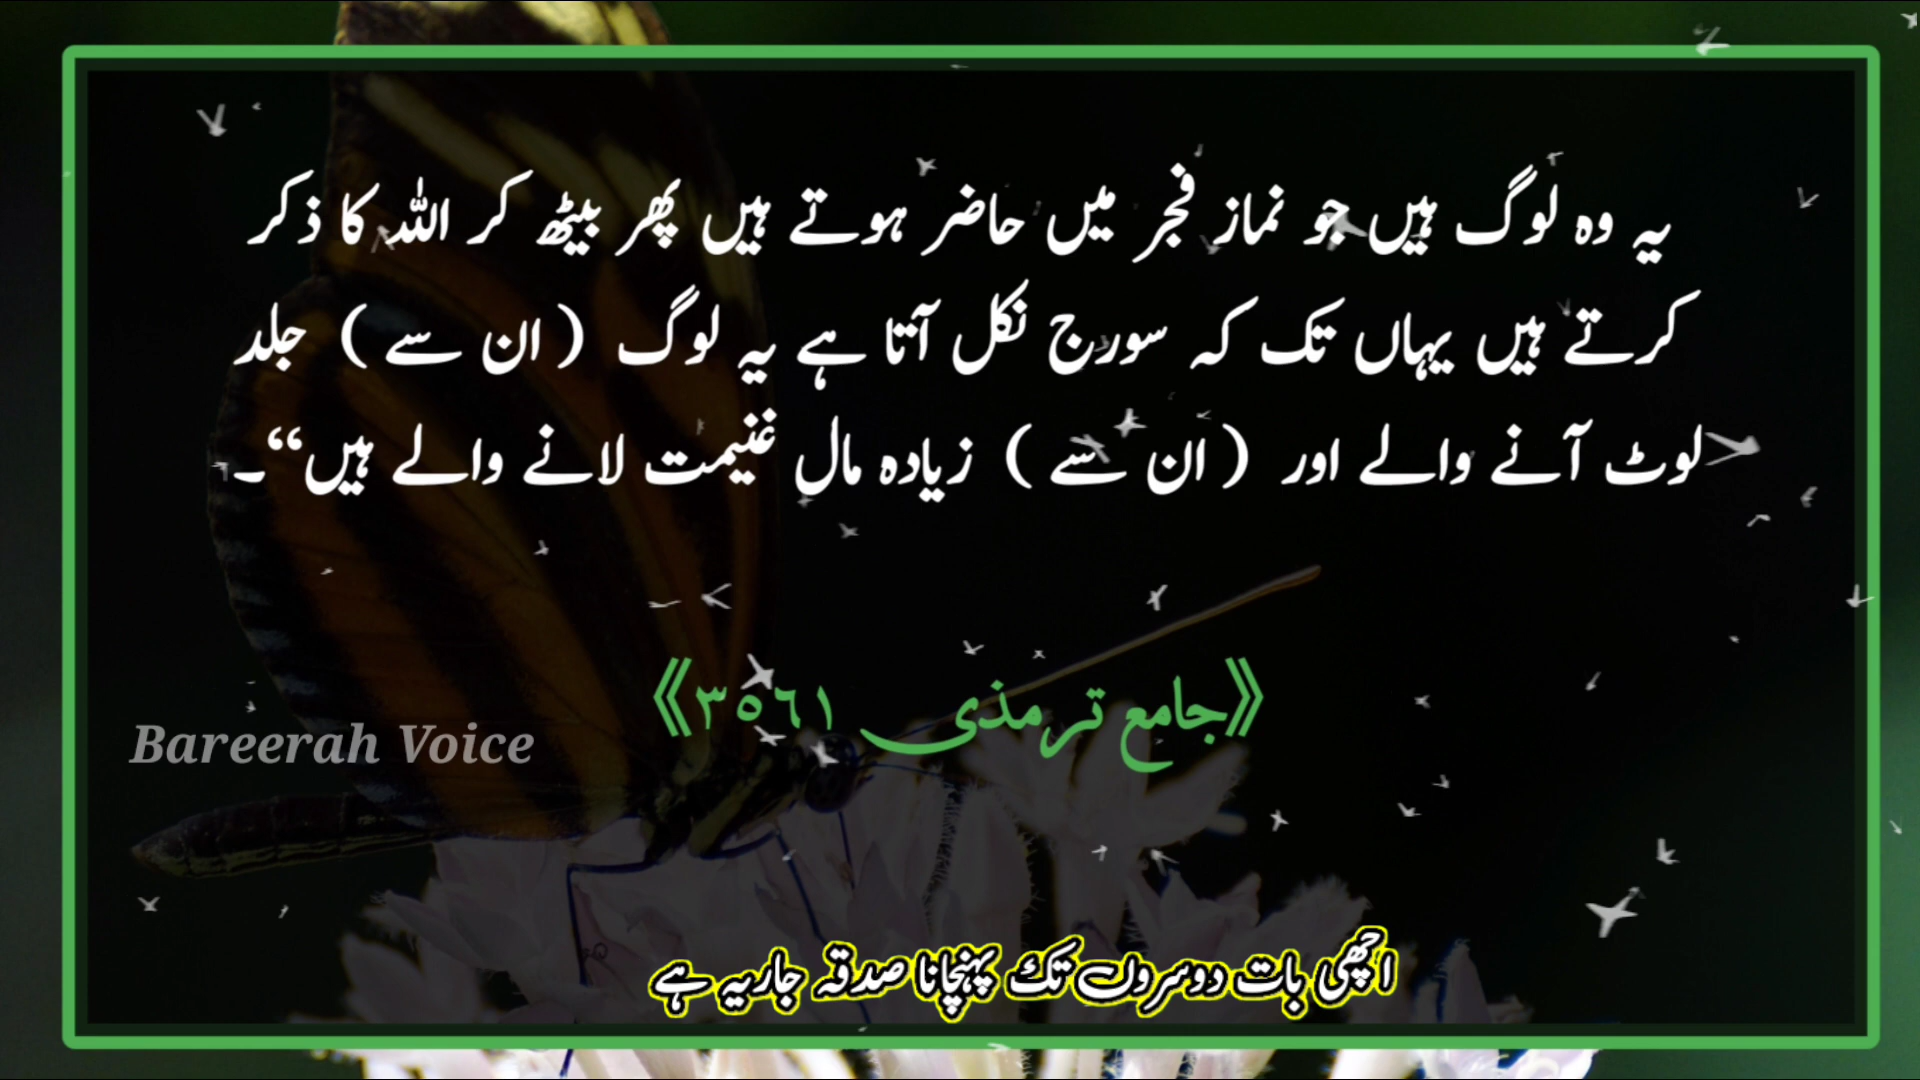 یہ وہ لوگ ہیں جو نماز فجر میں حاضر ہوتے ہیں پھر بیٹھ کر اللہ کا ذکر
کرتے ہیں یہاں تک کہ سورج نکل آتا ہے یہ لوگ ( ان سے ) جلد
لوٹ آنے والے اور ( ان سے ) زیادہ مال غنیمت لانے والے ہیں“۔
《جامع ترمذی ٣٥٦١》
Bareerah Voice
اچھی بات دوسروں تک پہنچانا صدقہ جاریہ ہے